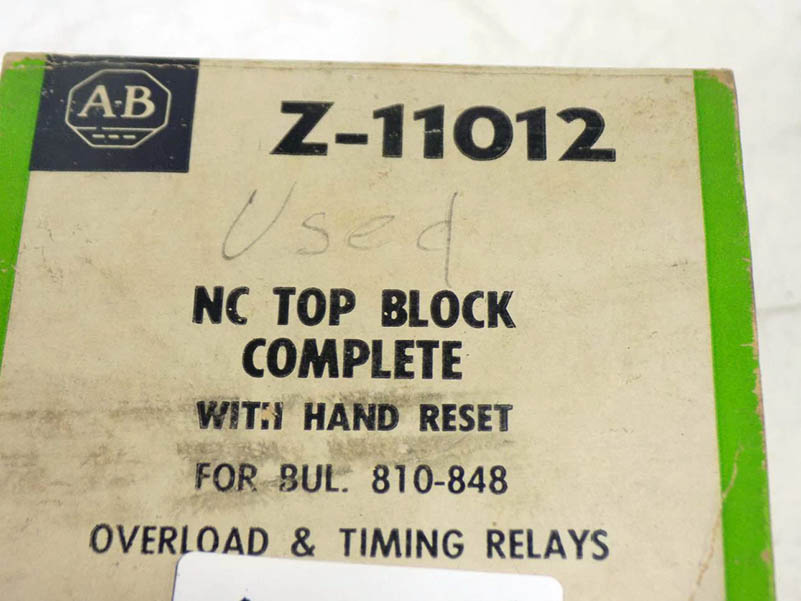 A-B
Z-11012
Used
NC TOP BLOCK
COMPLETE
WITH HAND RESET
FOR BUL. 810-848
OVERLOAD & TIMING RELAYS